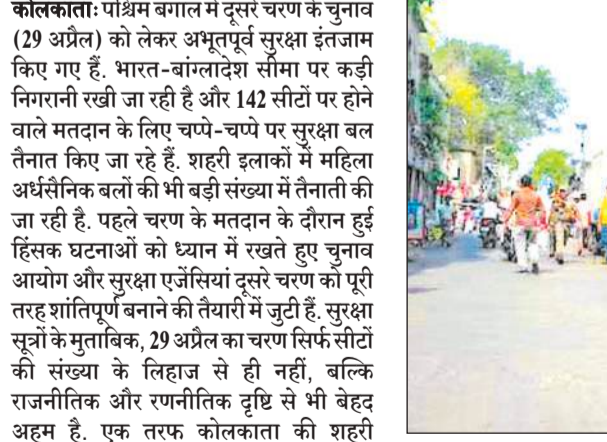 कोलकाताः पश्चिम बंगाल में दूसरे चरण के चुनाव
(29 अप्रैल) को लेकर अभूतपूर्व सुरक्षा इंतजाम
किए गए हैं. भारत-बांग्लादेश सीमा पर कड़ी
निगरानी रखी जा रही है और 142 सीटों पर होने
वाले मतदान के लिए चप्पे-चप्पे पर सुरक्षा बल
तैनात किए जा रहे हैं. शहरी इलाकों में महिला
अर्धसैनिक बलों की भी बड़ी संख्या में तैनाती की
जा रही है. पहले चरण के मतदान के दौरान हुई
हिंसक घटनाओं को ध्यान में रखते हुए चुनाव
आयोग और सुरक्षा एजेंसियां दूसरे चरण को पूरी
तरह शांतिपूर्ण बनाने की तैयारी में जुटी हैं. सुरक्षा
सूत्रों के मुताबिक, 29 अप्रैल का चरण सिर्फ सीटों
की संख्या के लिहाज से ही नहीं, बल्कि
राजनीतिक और रणनीतिक दृष्टि से भी बेहद
अहम है. एक तरफ कोलकाता की शहरी